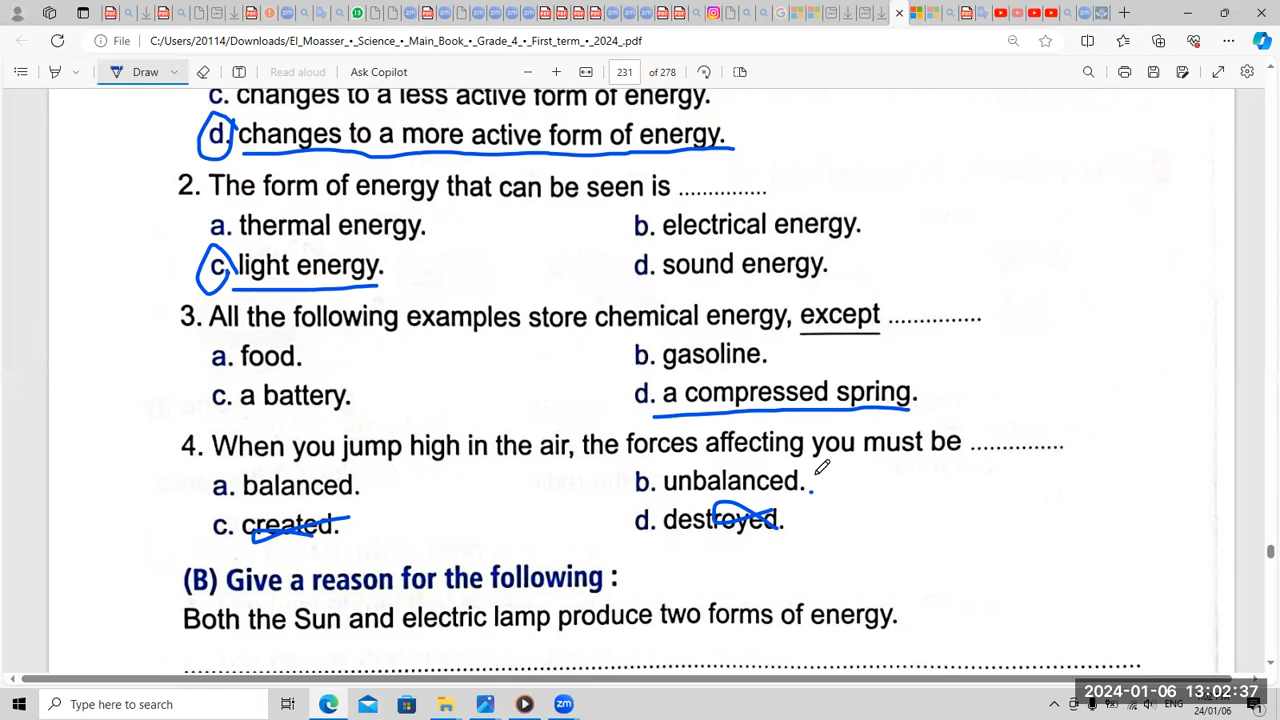 File
C:/Users/20114/Downloads/El_Moasser_•_Science_•_Main_Book_•_Grade_4_•_First_term_•_2024_.pdf
Draw
Read aloud
Ask Copilot
231
of 278
c. changes to a less active form of energy.
d. changes to a more active form of energy.
2. The form of energy that can be seen is ...............
a. thermal energy.
b. electrical energy.
c. light energy.
d. sound energy.
3. All the following examples store chemical energy, except ...............
a. food.
b. gasoline.
c. a battery.
d. a compressed spring.
4. When you jump high in the air, the forces affecting you must be ...............
a. balanced.
b. unbalanced.
c. created.
d. destroyed.
(B) Give a reason for the following :
Both the Sun and electric lamp produce two forms of energy.
Type here to search
ENG
2024-01-06 13:02:37
24/01/06